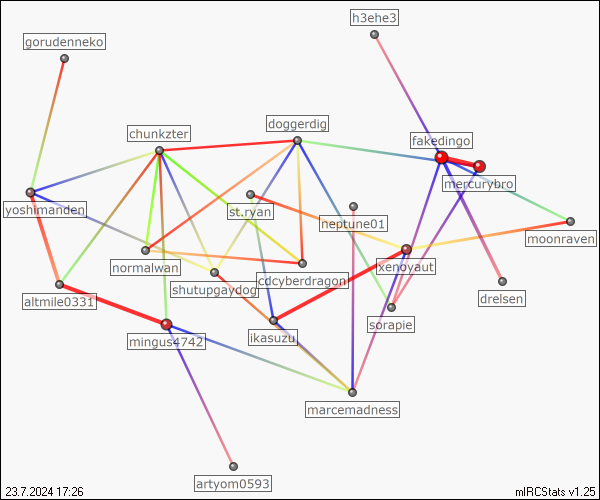 h3ehe3
gorudenneko
doggerdig
chunkzter
fakedingo
mercurybro
yoshimanden
st.ryan
neptune01
moonraven
normalwan
xenoyaut
cdcyberdragon
shutupgaydog
altmile0331
drelsen
sorapie
ikasuzu
mingus4742
marcemadness
artyom0593
23.7.2024 17:26
mIRCStats v1.25